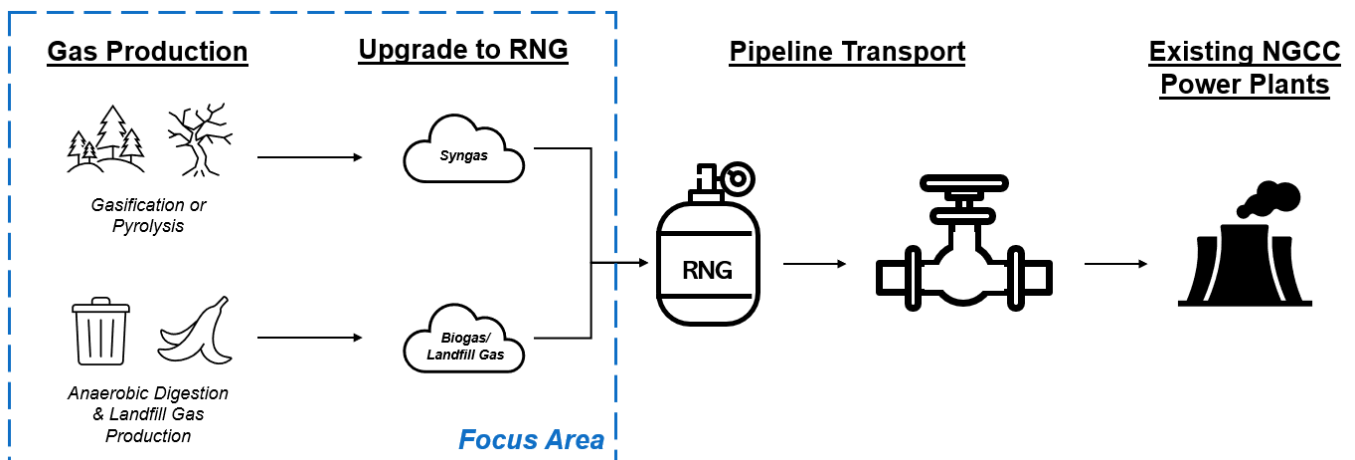 Gas Production
Upgrade to RNG
Pipeline Transport
Existing NGCC
Power Plants
Gasification or
Pyrolysis
Syngas
RNG
Anaerobic Digestion
& Landfill Gas
Production
Biogas/
Landfill Gas
Focus Area